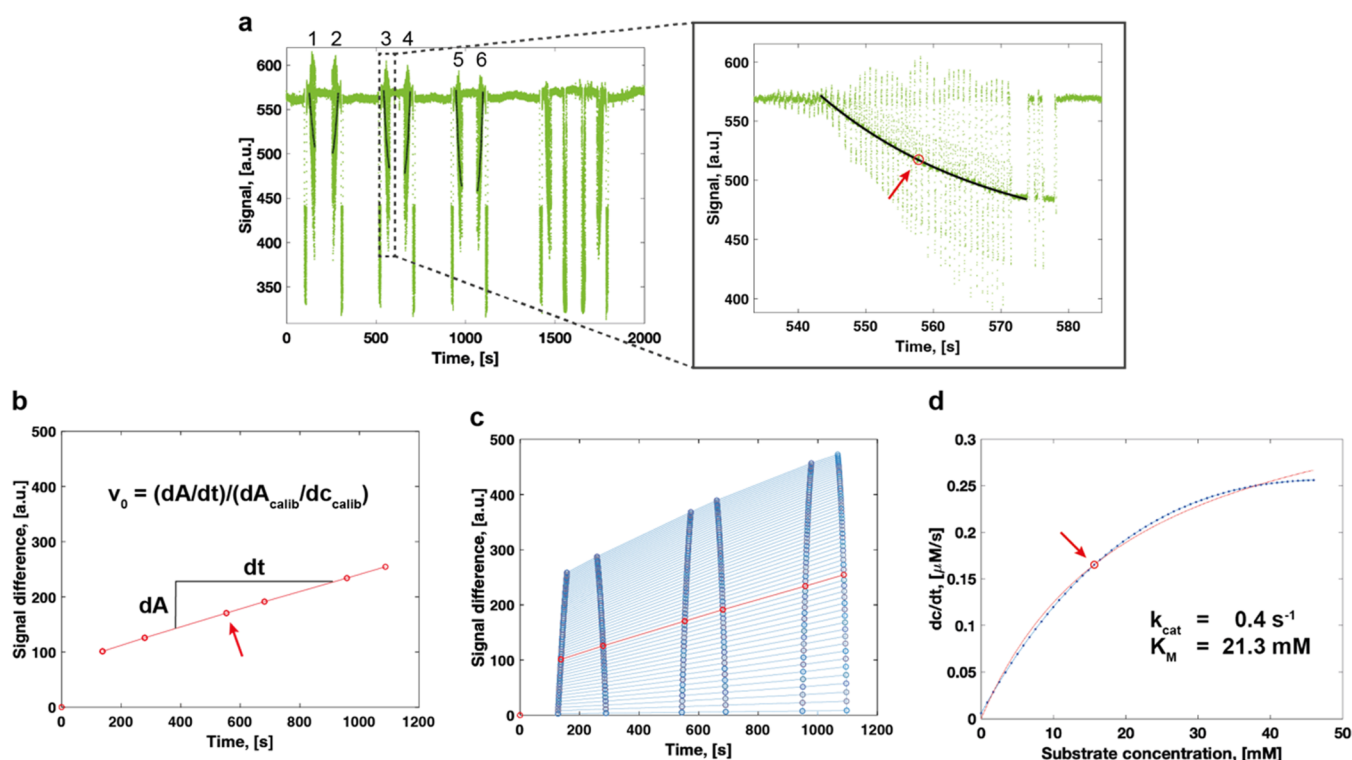 a
1 2 3 4 5 6
600
550
500
450
400
350
Signal, [a.u.]
0 500 1000 1500 2000
Time, [s]
600
550
500
450
400
Signal, [a.u.]
540 550 560 570 580
Time, [s]
b
500
400
300
200
100
0
Signal difference, [a.u.]
v0 = (dA/dt)/(dAcalib/dccalib)
dt
dA
0 200 400 600 800 1000 1200
Time, [s]
c
500
450
400
350
300
250
200
150
100
50
0
Signal difference, [a.u.]
0 200 400 600 800 1000 1200
Time, [s]
d
0.3
0.25
0.2
0.15
0.1
0.05
0
dc/dt, [μM/s]
kcat = 0.4 s⁻¹
KM = 21.3 mM
0 10 20 30 40 50
Substrate concentration, [mM]